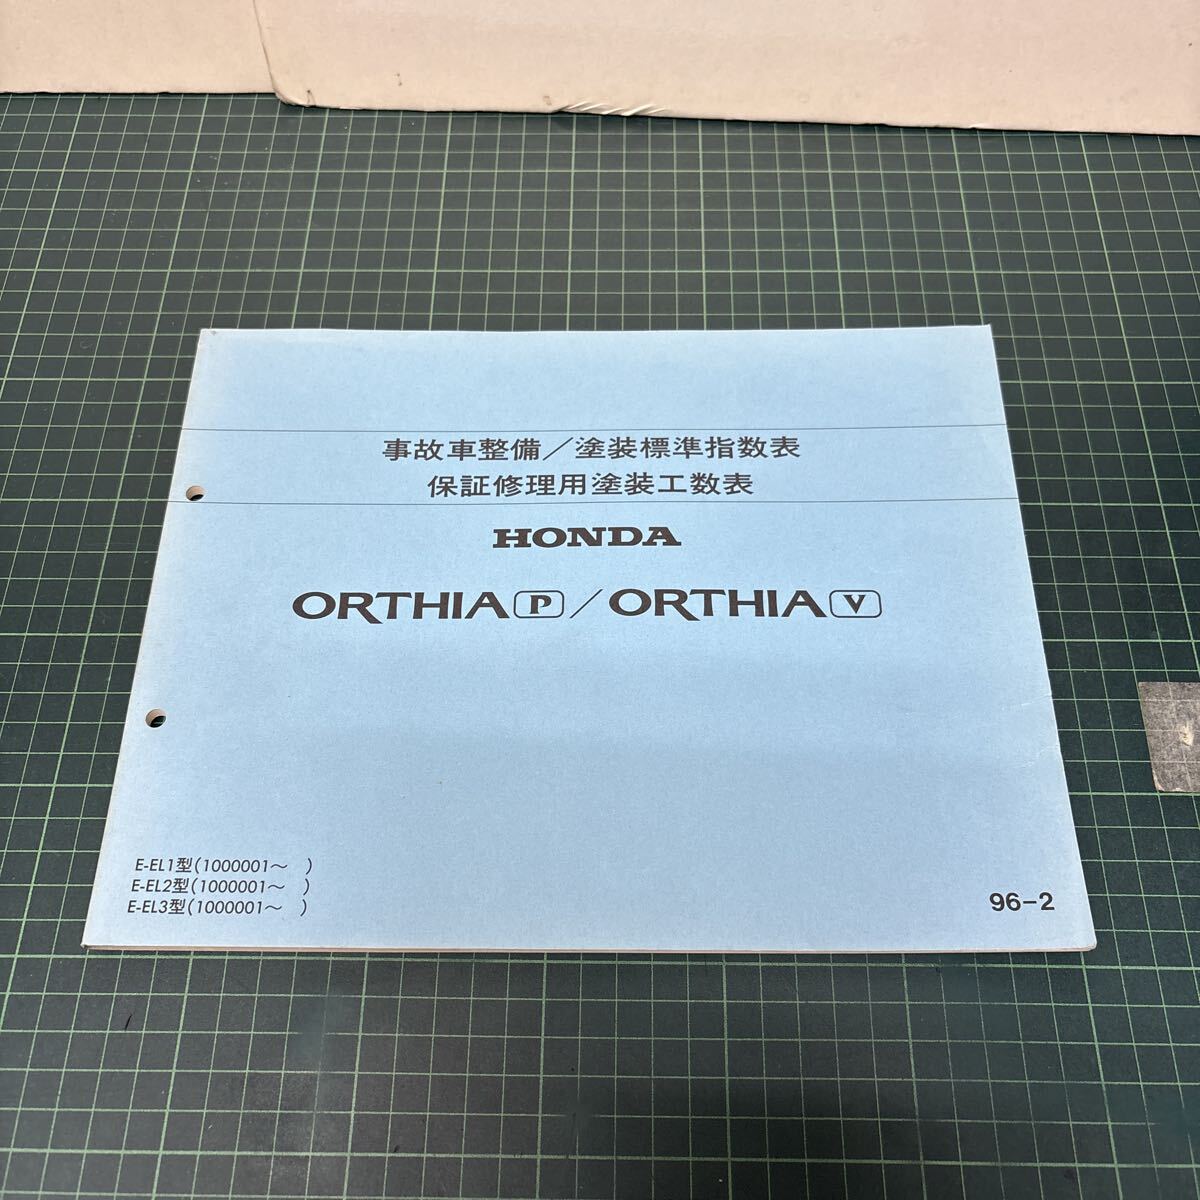 事故車整備／塗装標準指数表
保証修理用塗装工数表
HONDA
ORTHIA P / ORTHIA V
E-EL1型(1000001～　)
E-EL2型(1000001～　)
E-EL3型(1000001～　)
96-2